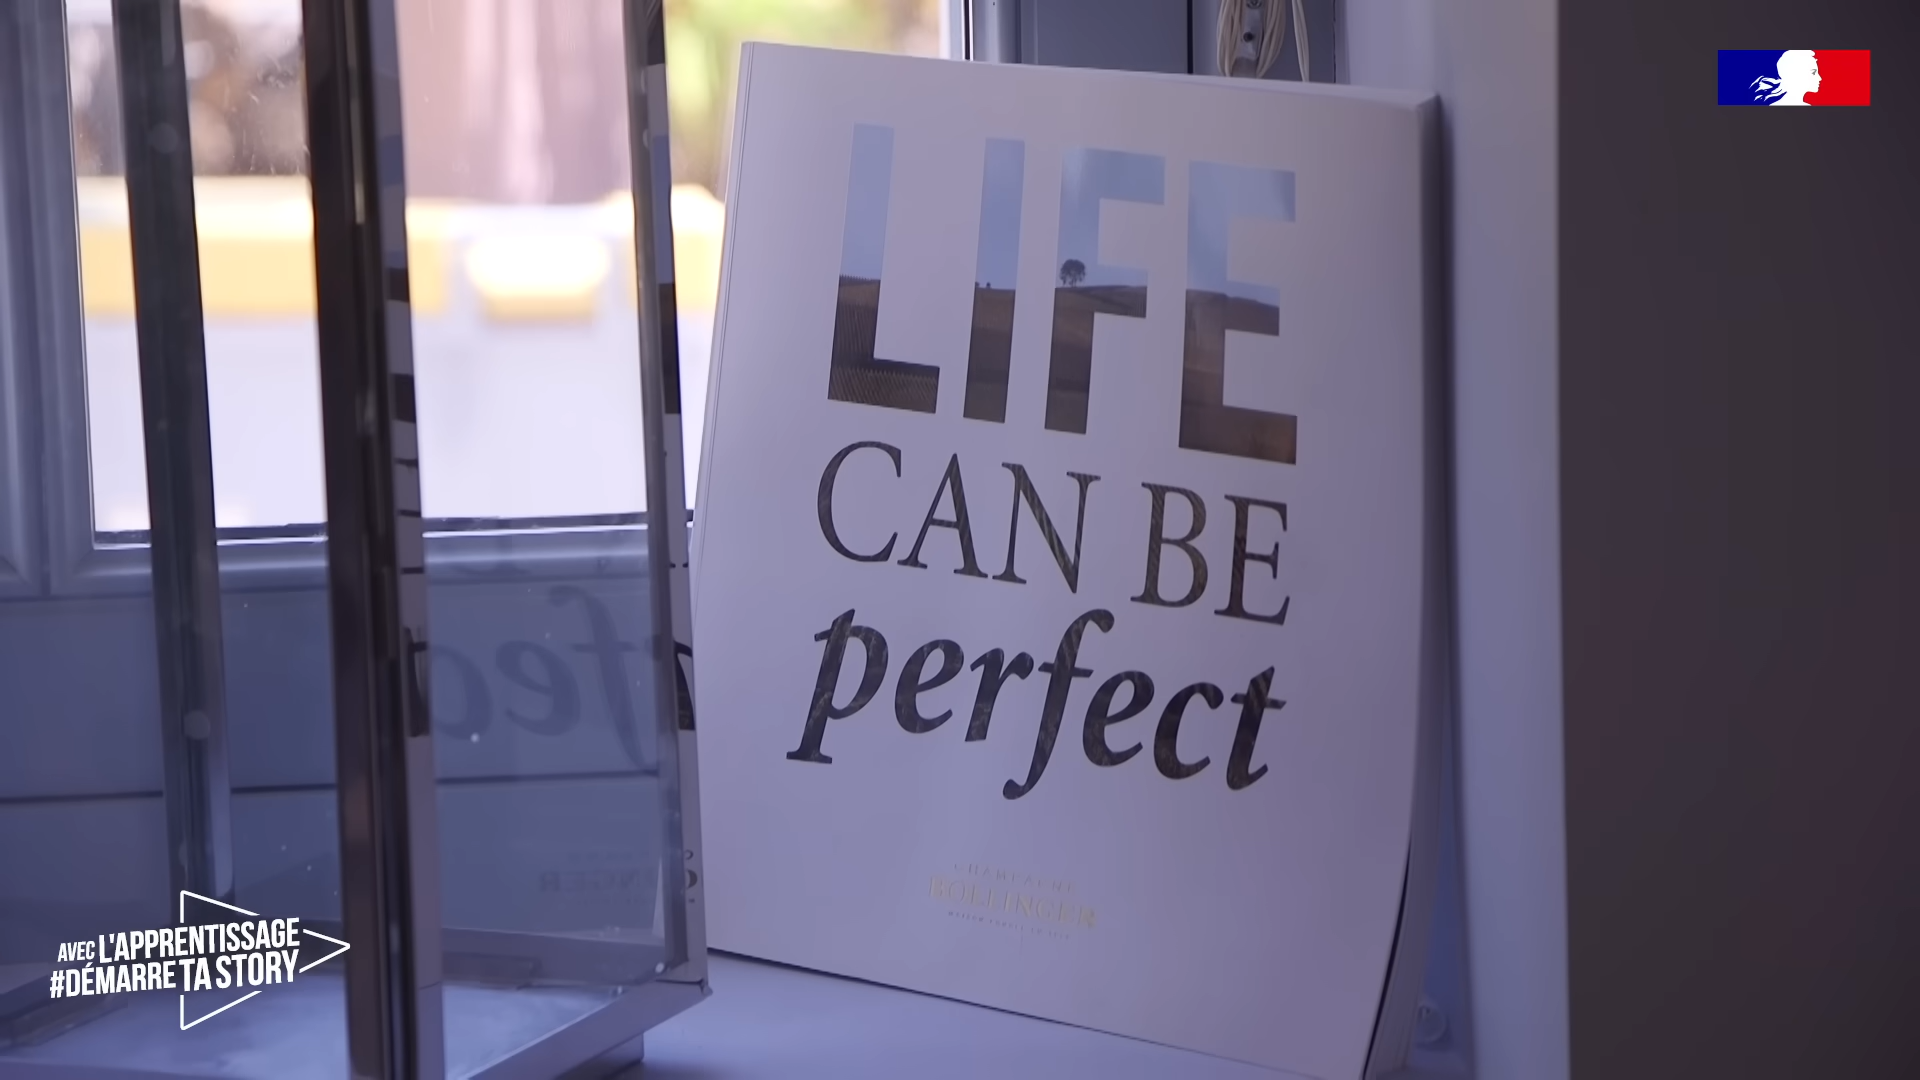 LIFE
CAN BE
perfect
CHAMPAGNE
BOLLINGER
AVEC L'APPRENTISSAGE
#DÉMARRE TA STORY